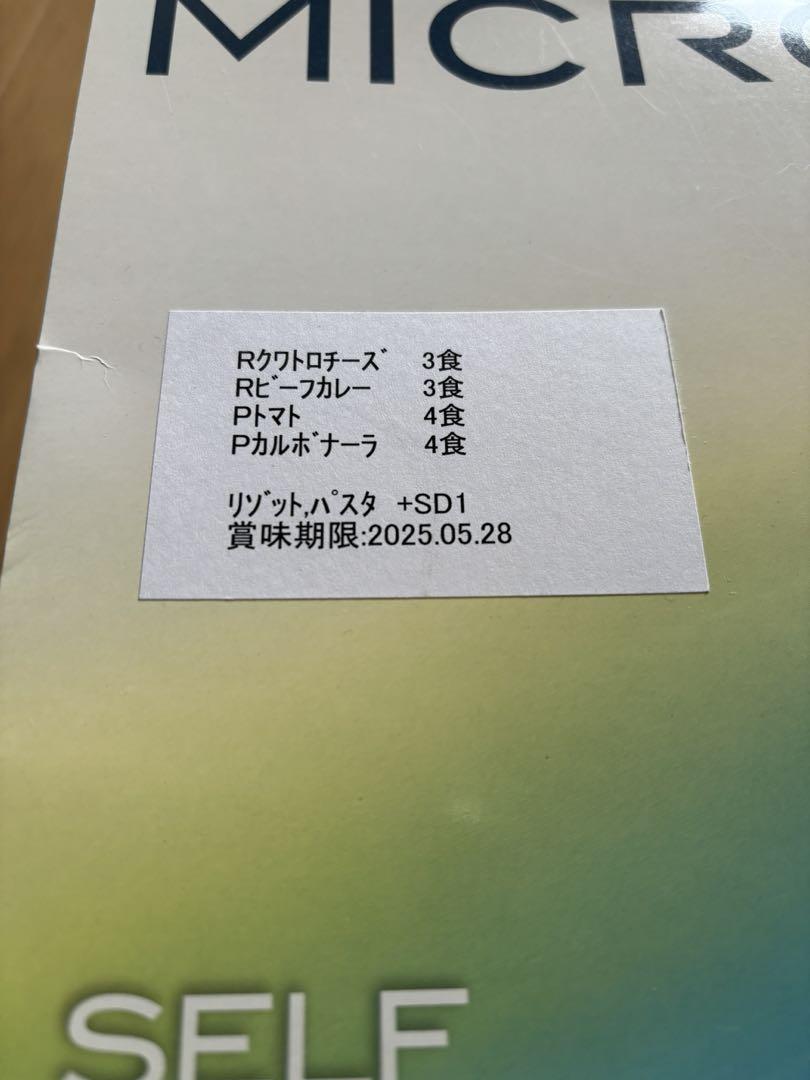 MICR
Rｸワトロチーズ 3食
Rビーフカレー 3食
Pトマト 4食
Pカルボナーラ 4食
リゾット,パスタ +SD1
賞味期限:2025.05.28
SELF